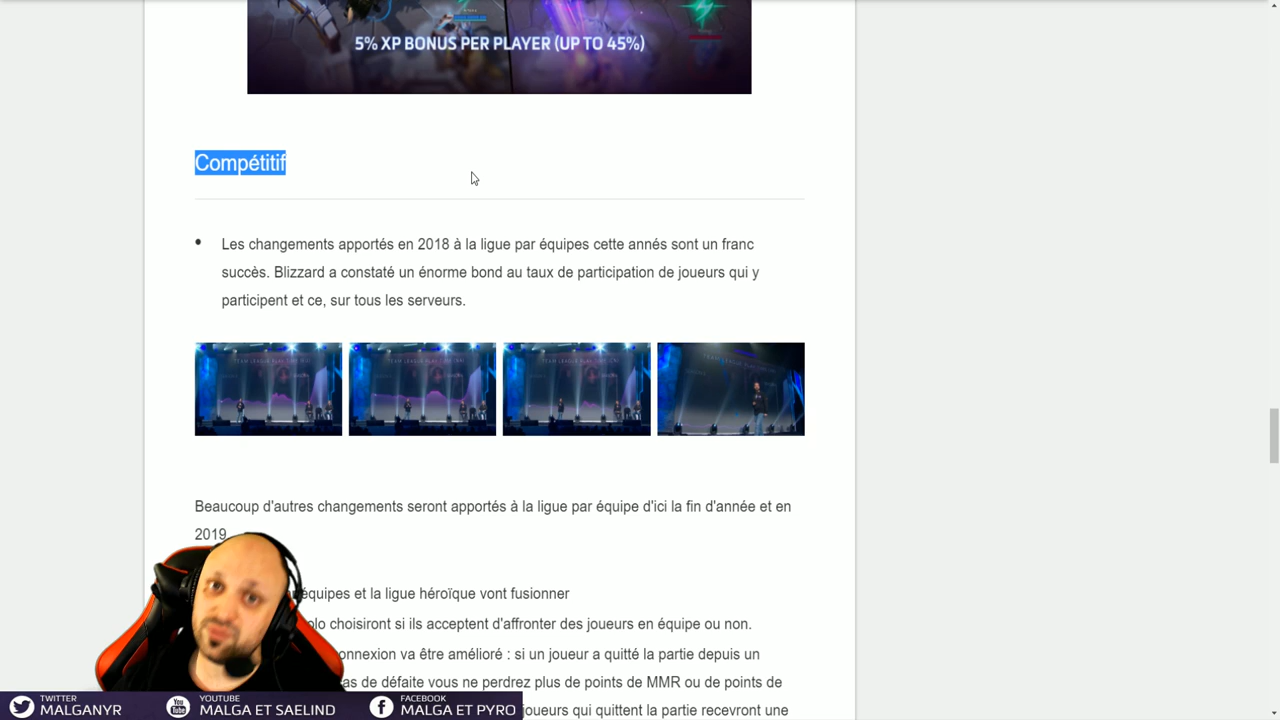 5% XP BONUS PER PLAYER (UP TO 45%)
Compétitif
Les changements apportés en 2018 à la ligue par équipes cette annés sont un franc
succès. Blizzard a constaté un énorme bond au taux de participation de joueurs qui y
participent et ce, sur tous les serveurs.
Beaucoup d'autres changements seront apportés à la ligue par équipe d'ici la fin d'année et en
2019
équipes et la ligue héroïque vont fusionner
choisiront si ils acceptent d'affronter des joueurs en équipe ou non.
va être amélioré : si un joueur a quitté la partie depuis un
de défaite vous ne perdrez plus de points de MMR ou de points de
joueurs qui quittent la partie recevront une
TWITTER
MALGANYR
YOUTUBE
MALGA ET SAELIND
FACEBOOK
MALGA ET PYRO